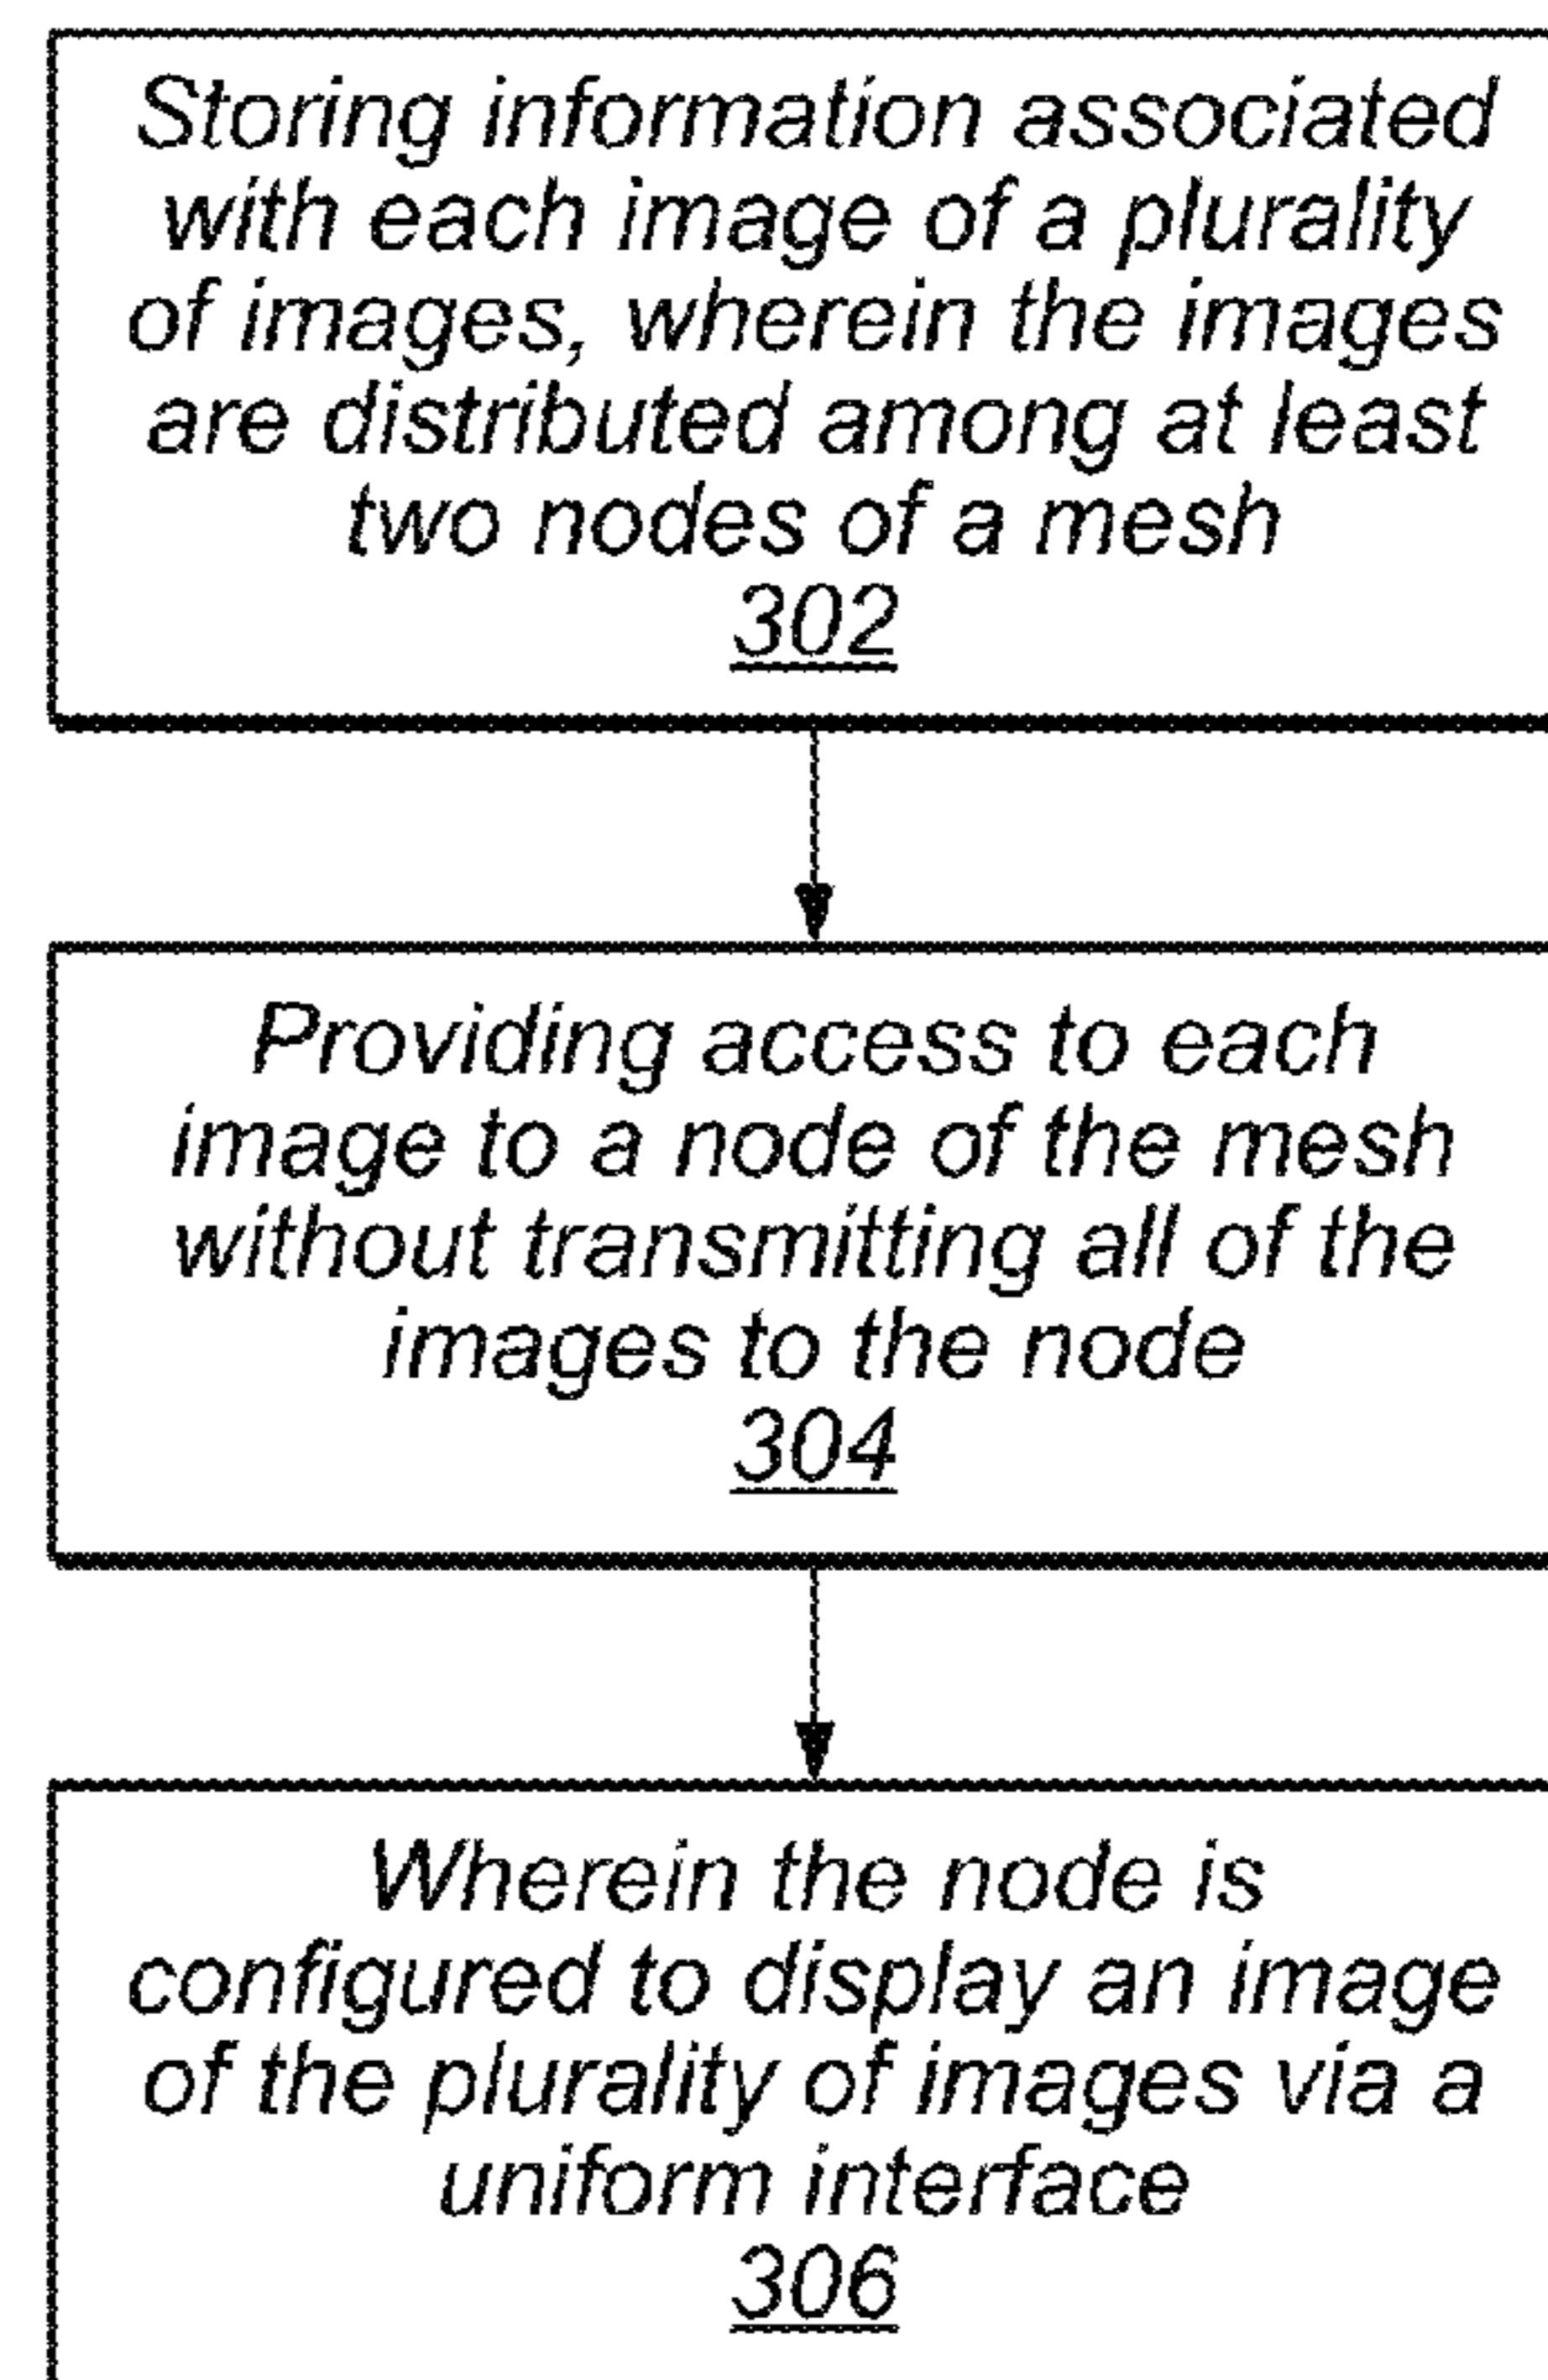 Storing information associated
with each image of a plurality
of images, wherein the images
are distributed among at least
two nodes of a mesh
302
Providing access to each
image to a node of the mesh
without transmitting all of the
images to the node
304
Wherein the node is
configured to display an image
of the plurality of images via a
uniform interface
306